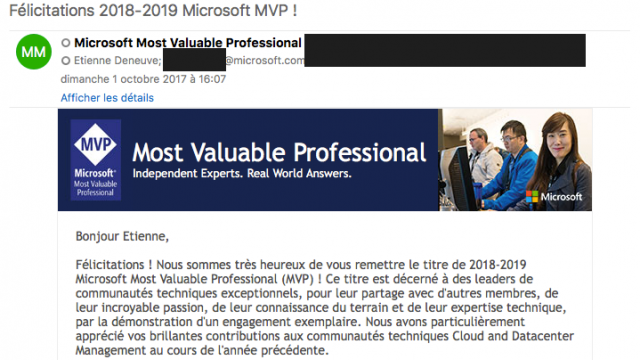 Félicitations 2018-2019 Microsoft MVP !
MM
Microsoft Most Valuable Professional
Etienne Deneuve; @microsoft.com
dimanche 1 octobre 2017 à 16:07
Afficher les détails
MVP
Microsoft®
Most Valuable
Professional
Most Valuable Professional
Independent Experts. Real World Answers.
Microsoft
Bonjour Etienne,
Félicitations ! Nous sommes très heureux de vous remettre le titre de 2018-2019
Microsoft Most Valuable Professional (MVP) ! Ce titre est décerné à des leaders de
communautés techniques exceptionnels, pour leur partage avec d'autres membres, de
leur incroyable passion, de leur connaissance du terrain et de leur expertise technique,
par la démonstration d'un engagement exemplaire. Nous avons particulièrement
apprécié vos brillantes contributions aux communautés techniques Cloud and Datacenter
Management au cours de l'année précédente.